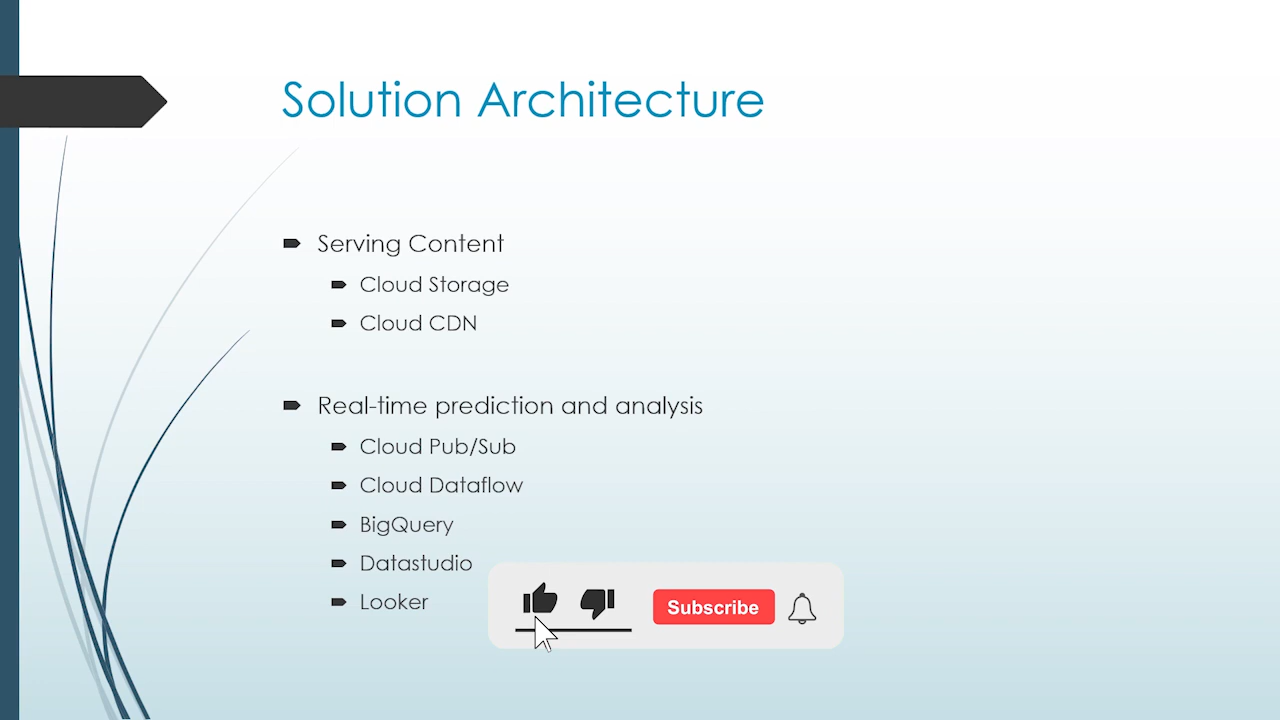 Solution Architecture
Serving Content
Cloud Storage
Cloud CDN
Real-time prediction and analysis
Cloud Pub/Sub
Cloud Dataflow
BigQuery
Datastudio
Looker
Subscribe